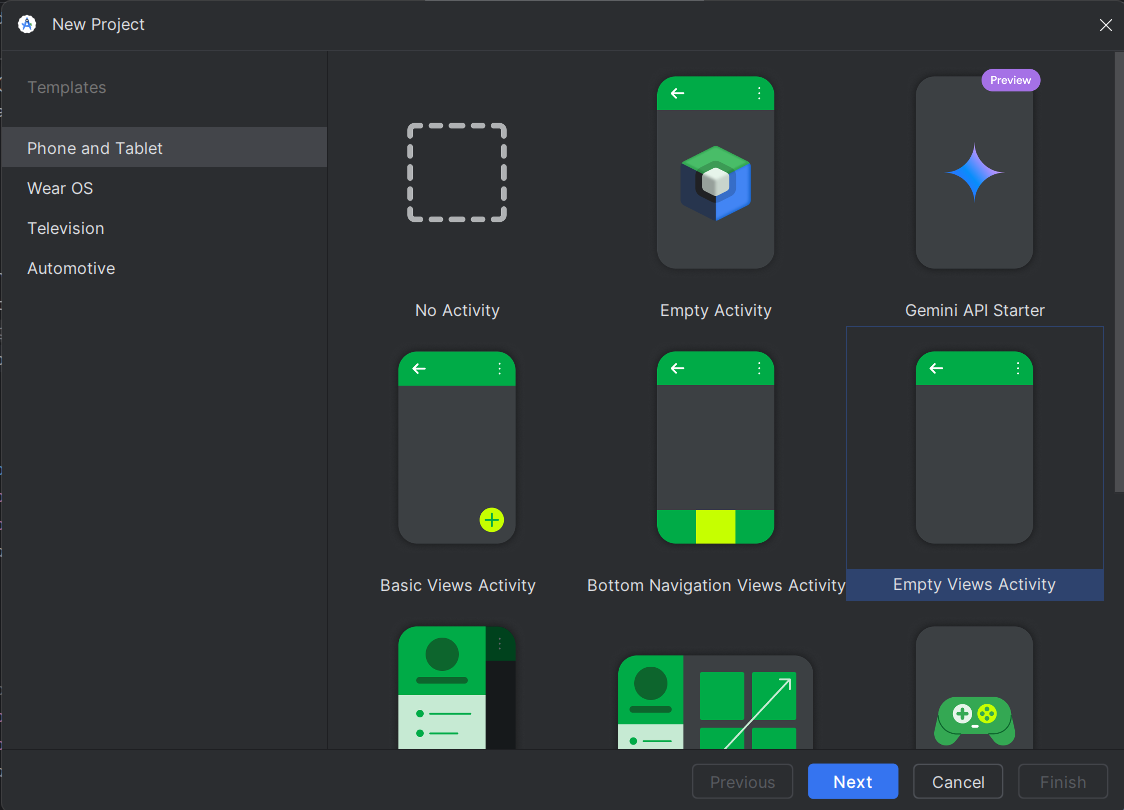 New Project
Templates
Phone and Tablet
Wear OS
Television
Automotive
Preview
No Activity
Empty Activity
Gemini API Starter
Basic Views Activity
Bottom Navigation Views Activity
Empty Views Activity
Previous
Next
Cancel
Finish